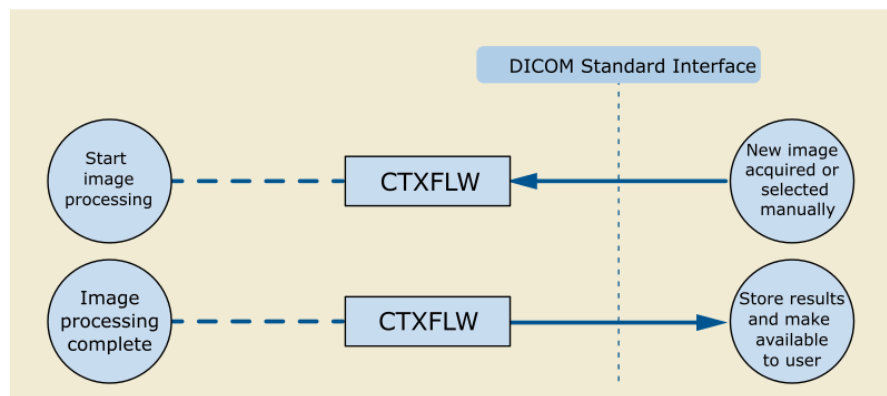 DICOM Standard Interface
Start
image
processing
CTXFLW
New image
acquired or
selected
manually
Image
processing
complete
CTXFLW
Store results
and make
available
to user